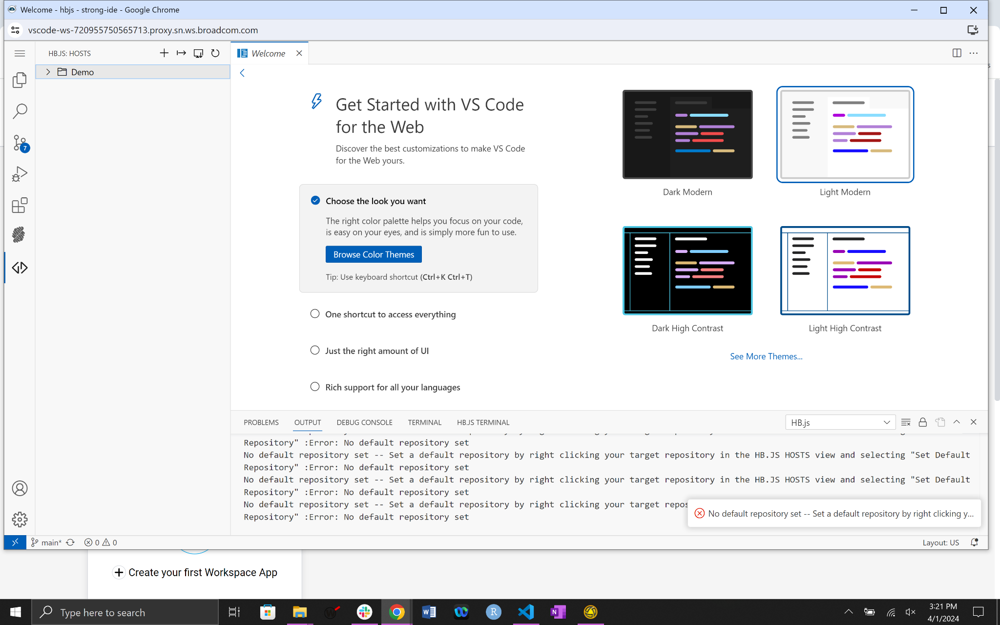 Welcome - hbjs - strong-ide - Google Chrome
vscode-ws-720955750565713.proxy.sn.ws.broadcom.com
HB.JS: HOSTS
Welcome
Demo
Get Started with VS Code
for the Web
Discover the best customizations to make VS Code
for the Web yours.
Choose the look you want
The right color palette helps you focus on your code,
is easy on your eyes, and is simply more fun to use.
Browse Color Themes
Tip: Use keyboard shortcut (Ctrl+K Ctrl+T)
One shortcut to access everything
Just the right amount of UI
Rich support for all your languages
Dark Modern
Light Modern
Dark High Contrast
Light High Contrast
See More Themes...
7
PROBLEMS OUTPUT DEBUG CONSOLE TERMINAL HB.JS TERMINAL
HB.js
Repository" :Error: No default repository set
No default repository set -- Set a default repository by right clicking your target repository in the HB.JS HOSTS view and selecting "Set Default
Repository" :Error: No default repository set
No default repository set -- Set a default repository by right clicking your target repository in the HB.JS HOSTS view and selecting "Set Default
Repository" :Error: No default repository set
No default repository set -- Set a default repository by right clicking your target repos
Repository" :Error: No default repository set
No default repository set -- Set a default repository by right clicking y...
main* 0 0
Layout: US
Create your first Workspace App
Type here to search
3:21 PM
4/1/2024